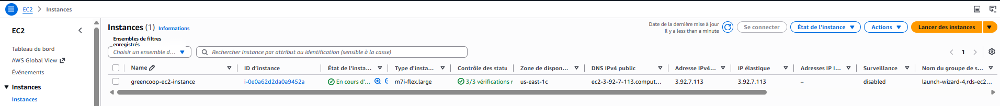 EC2 > Instances
EC2
Tableau de bord
AWS Global View
Événements
Instances
Instances
Instances (1) Informations
Date de la dernière mise à jour
Il y a less than a minute
Se connecter
État de l'instance
Actions
Lancer des instances
Ensembles de filtres
enregistrés
Choisir un ensemble d...
Rechercher Instance par attribut ou identification (sensible à la casse)
1
Name ID d'instance État de l'insta... Type d'insta... Contrôle des statu Zone de dispon... DNS IPv4 public Adresse IPv4... IP élastique Adresses IP I... Surveillance Nom du groupe de s...
greencoop-ec2-instance i-0e0a62d2da0a9452a En cours d'... m7i-flex.large 3/3 vérifications r us-east-1c ec2-3-92-7-113.comput... 3.92.7.113 3.92.7.113 – disabled launch-wizard-4,rds-ec2...